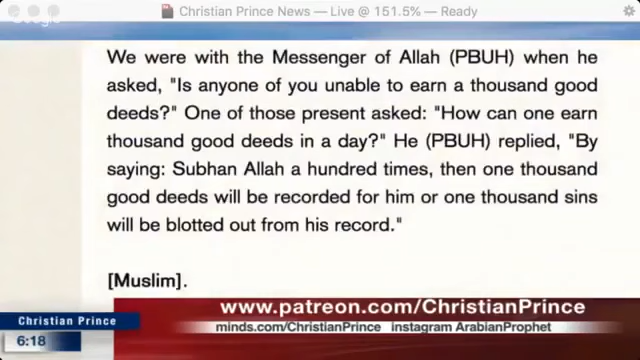 Christian Prince News — Live @ 151.5% — Ready
We were with the Messenger of Allah (PBUH) when he
asked, "Is anyone of you unable to earn a thousand good
deeds?" One of those present asked: "How can one earn
thousand good deeds in a day?" He (PBUH) replied, "By
saying: Subhan Allah a hundred times, then one thousand
good deeds will be recorded for him or one thousand sins
will be blotted out from his record."
[Muslim].
www.patreon.com/ChristianPrince
Christian Prince
minds.com/ChristianPrince instagram ArabianProphet
6:18